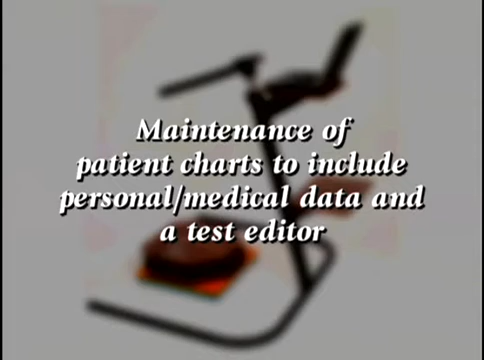 Maintenance of
patient charts to include
personal/medical data and
a test editor